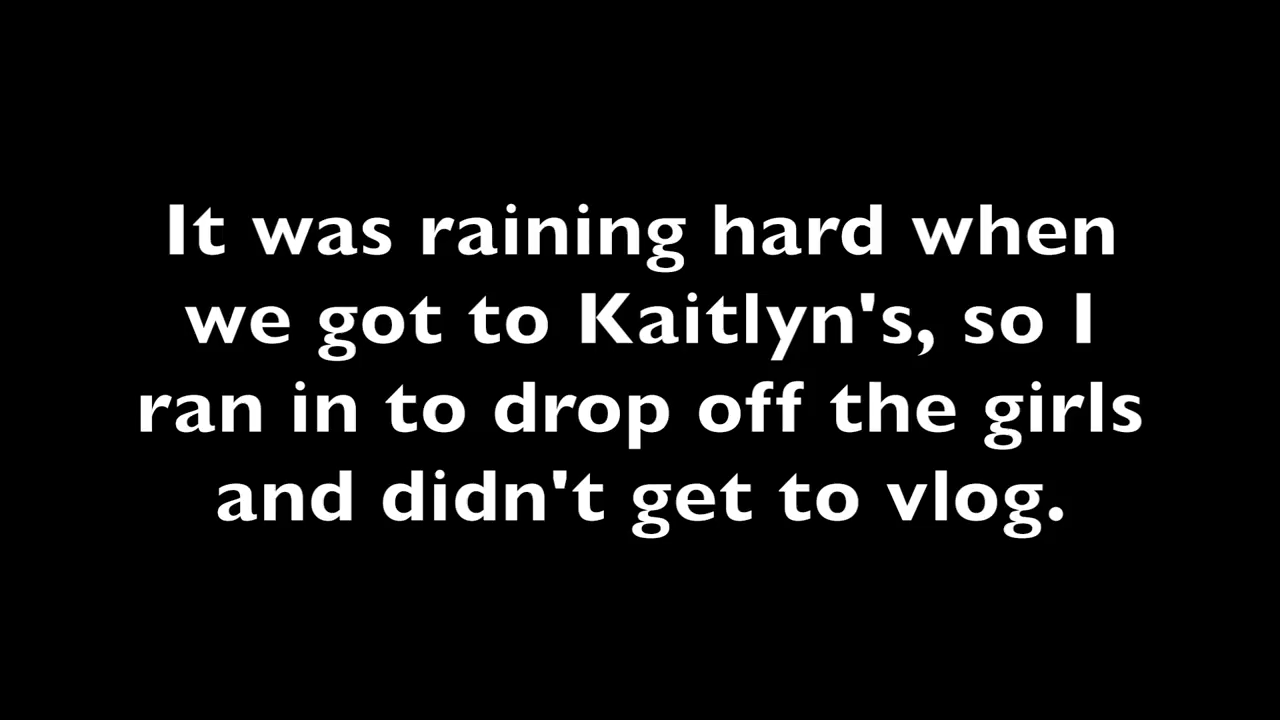 It was raining hard when
we got to Kaitlyn's, so I
ran in to drop off the girls
and didn't get to vlog.